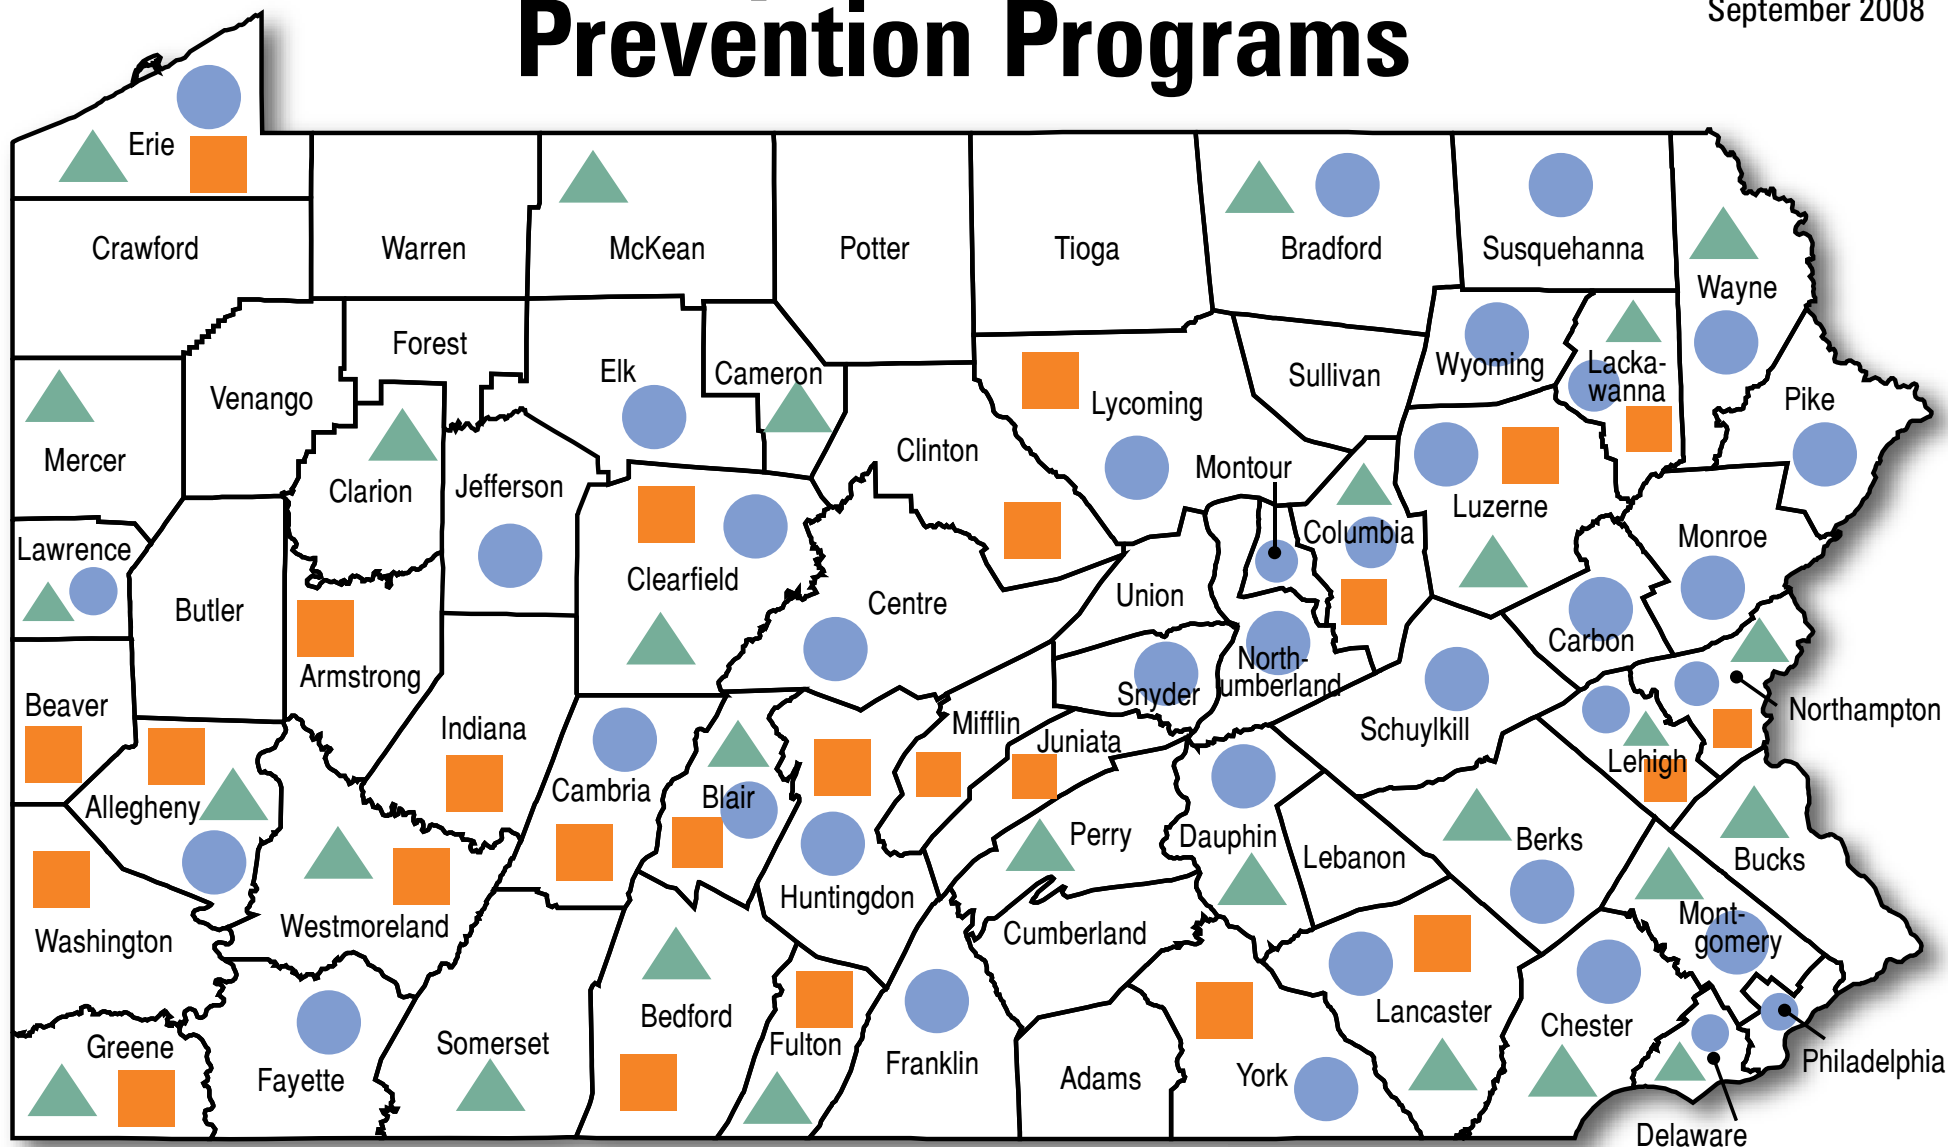 Prevention Programs
September 2008
Erie
Crawford
Warren
McKean
Potter
Tioga
Bradford
Susquehanna
Wayne
Forest
Venango
Elk
Cameron
Lycoming
Sullivan
Wyoming
Lacka-
wanna
Pike
Mercer
Clarion
Jefferson
Clinton
Montour
Columbia
Luzerne
Monroe
Lawrence
Butler
Armstrong
Clearfield
Centre
Union
Snyder
North-
umberland
Carbon
Northampton
Beaver
Allegheny
Indiana
Cambria
Blair
Mifflin
Juniata
Schuylkill
Lehigh
Huntingdon
Perry
Dauphin
Lebanon
Berks
Bucks
Washington
Westmoreland
Cumberland
Mont-
gomery
Greene
Fayette
Somerset
Bedford
Fulton
Franklin
Adams
York
Lancaster
Chester
Philadelphia
Delaware